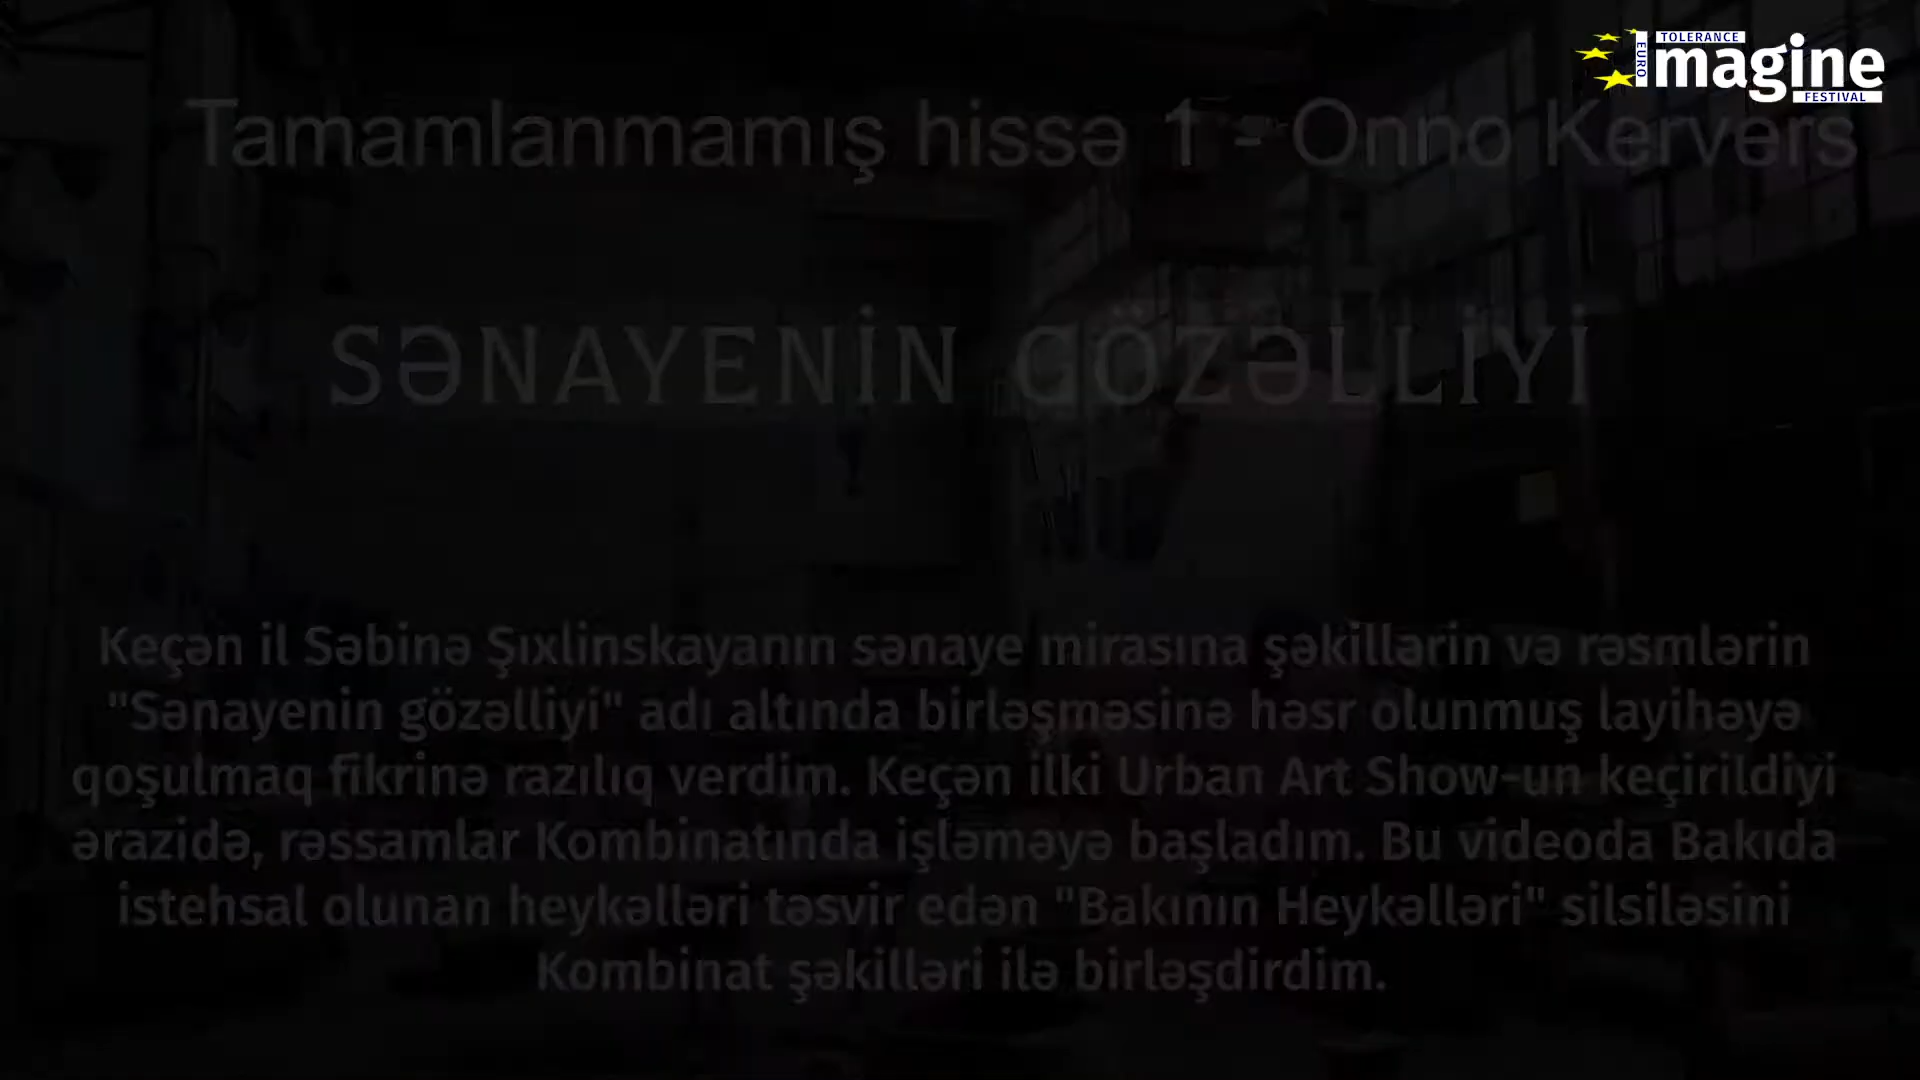 TOLERANCE
EURO
Imagine
FESTIVAL
Tamamlanmamış hissə 1 - Onno Kervers
SƏNAYENİN GÖZƏLLİYİ
Keçən il Səbinə Şıxlinskayanın sənaye mirasına şəkillərin və rəsmlərin
"Sənayenin gözəlliyi" adı altında birləşməsinə həsr olunmuş layihəyə
qoşulmaq fikrinə razılıq verdim. Keçən ilki Urban Art Show-un keçirildiyi
ərazidə, rəssamlar Kombinatında işləməyə başladım. Bu videoda Bakıda
istehsal olunan heykəlləri təsvir edən "Bakının Heykəlləri" silsiləsini
Kombinat şəkilləri ilə birləşdirdim.